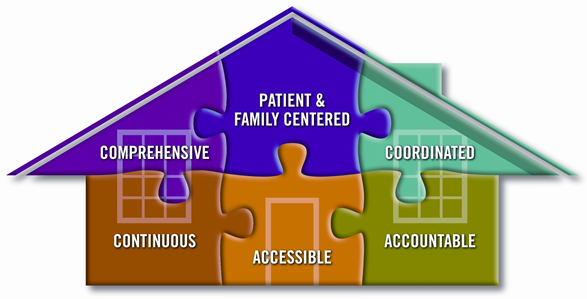 PATIENT &
FAMILY CENTERED
COMPREHENSIVE
COORDINATED
CONTINUOUS
ACCESSIBLE
ACCOUNTABLE